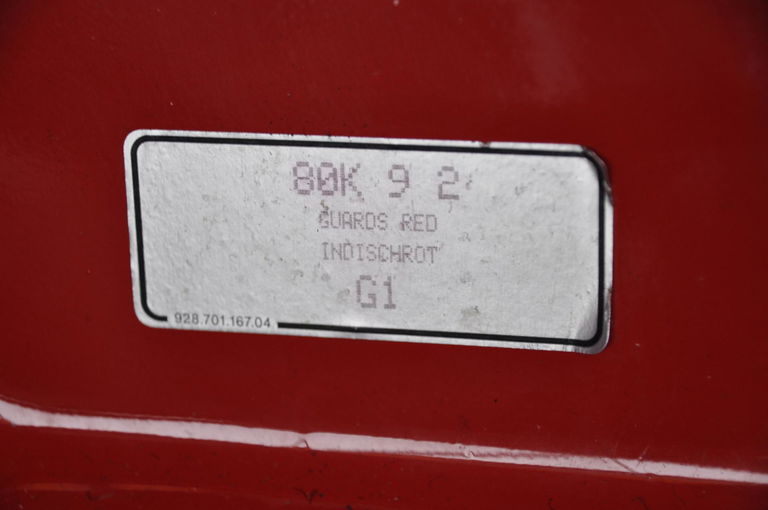 80K 9 2
GUARDS RED
INDISCHROT
G1
928.701.167.04